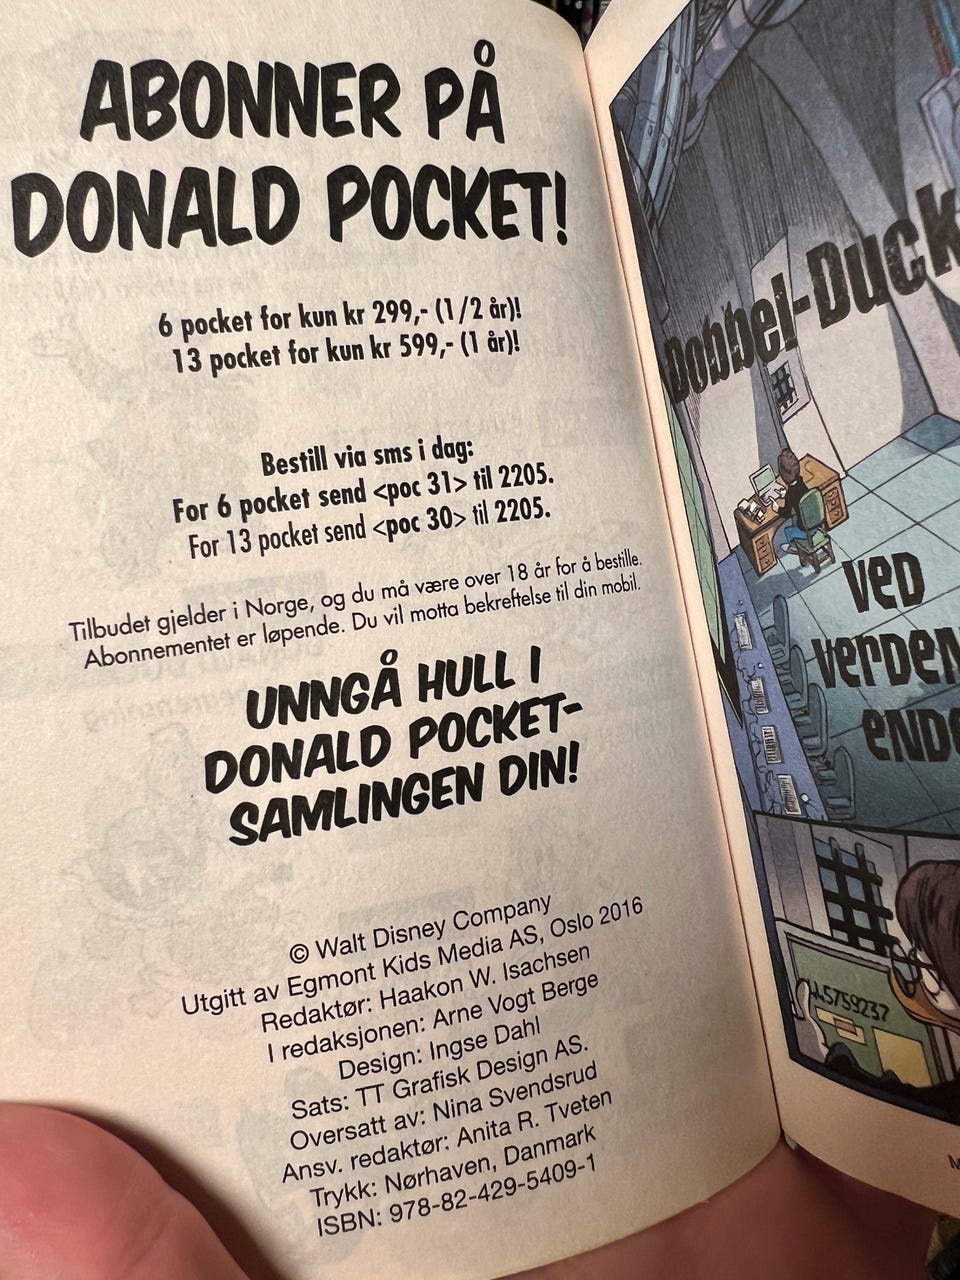 ABONNER PÅ
DONALD POCKET!
6 pocket for kun kr 299,- (1/2 år)!
13 pocket for kun kr 599,- (1 år)!
Bestill via sms i dag:
For 6 pocket send <poc 31> til 2205.
For 13 pocket send <poc 30> til 2205.
Tilbudet gjelder i Norge, og du må være over 18 år for å bestille.
Abonnementet er løpende. Du vil motta bekreftelse til din mobil.
UNNGÅ HULL I
DONALD POCKET-
SAMLINGEN DIN!
© Walt Disney Company
Utgitt av Egmont Kids Media AS, Oslo 2016
Redaktør: Haakon W. Isachsen
I redaksjonen: Arne Vogt Berge
Design: Ingse Dahl
Sats: TT Grafisk Design AS.
Oversatt av: Nina Svendsrud
Ansv. redaktør: Anita R. Tveten
Trykk: Nørhaven, Danmark
ISBN: 978-82-429-5409-1
Dobbel-Duck
ved
verden
ende